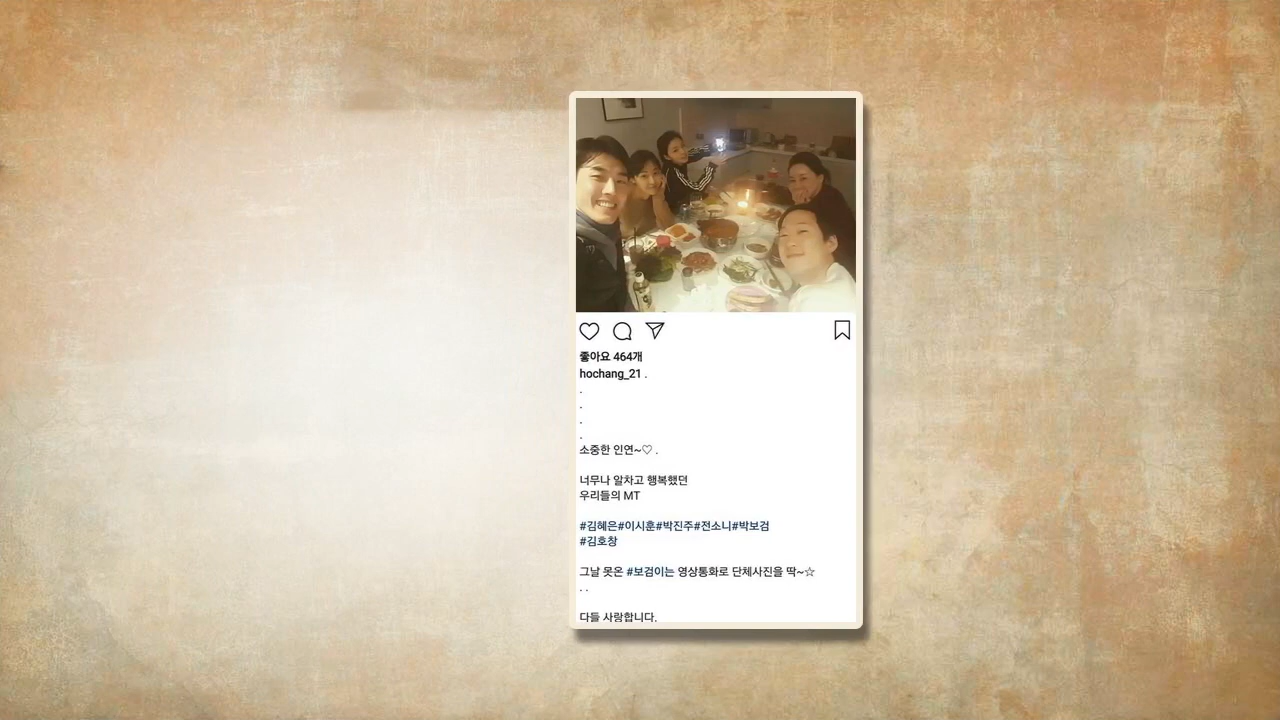 좋아요 464개
hochang_21 .
.
.
.
.
소중한 인연~♡ .
너무나 알차고 행복했던
우리들의 MT
#김혜은#이시훈#박진주#전소니#박보검
#김호창
그날 못온 #보검이는 영상통화로 단체사진을 딱~☆
. .
다들 사랑합니다.